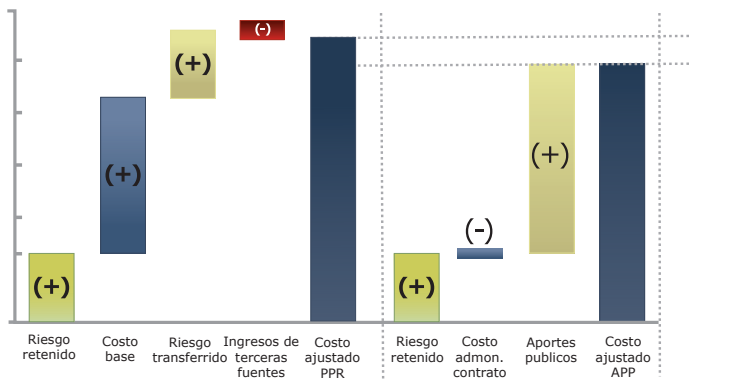 (+)
(+)
(+)
(-)
(+)
(-)
(+)
Riesgo
retenido
Costo
base
Riesgo
transferrido
Ingresos de
terceras
fuentes
Costo
ajustado
PPR
Riesgo
retenido
Costo
admon.
contrato
Aportes
publicos
Costo
ajustado
APP